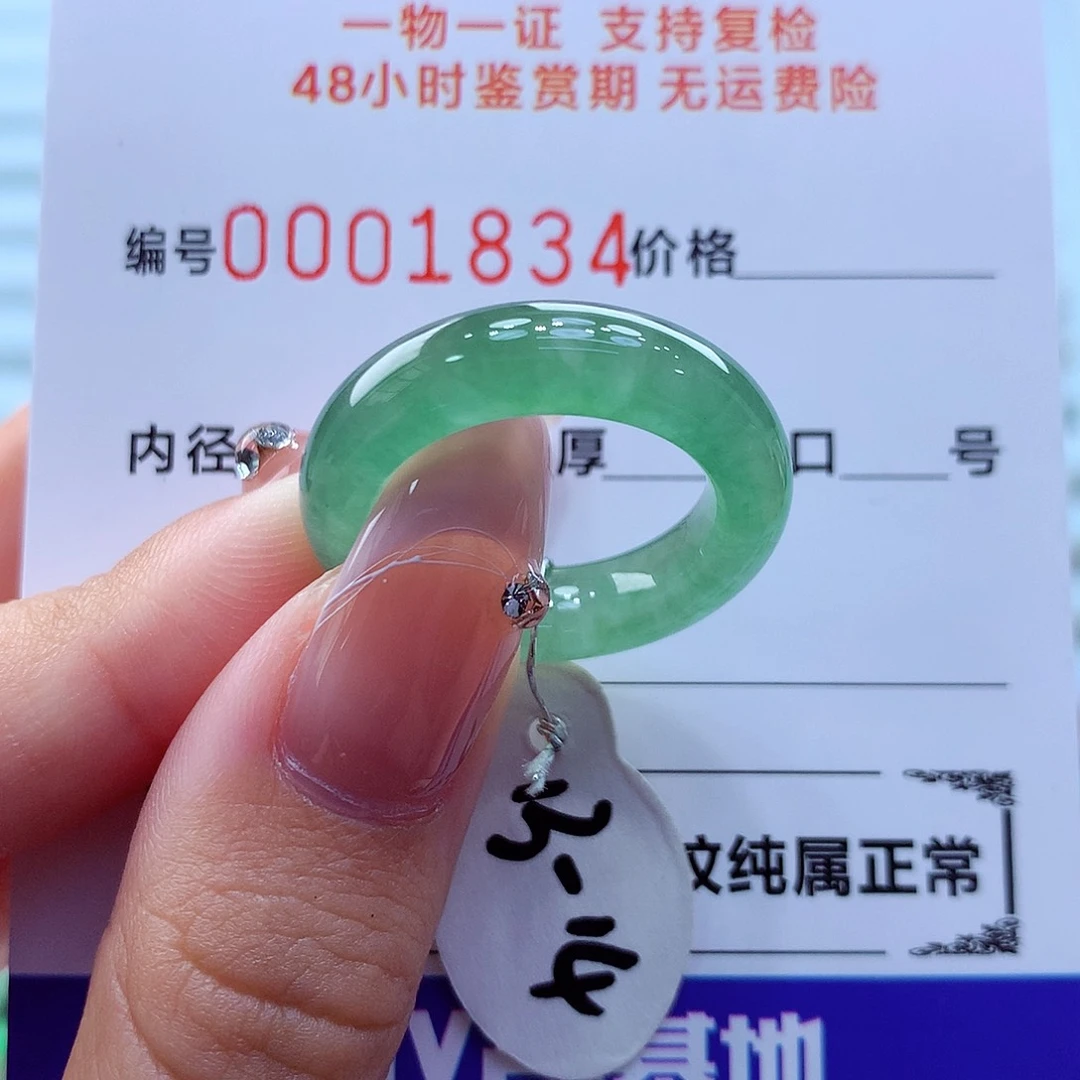 一物一证 支持复检
48小时鉴赏期 无运费险
编号0001834价格
内径 厚 口 号
纹纯属正常
基地